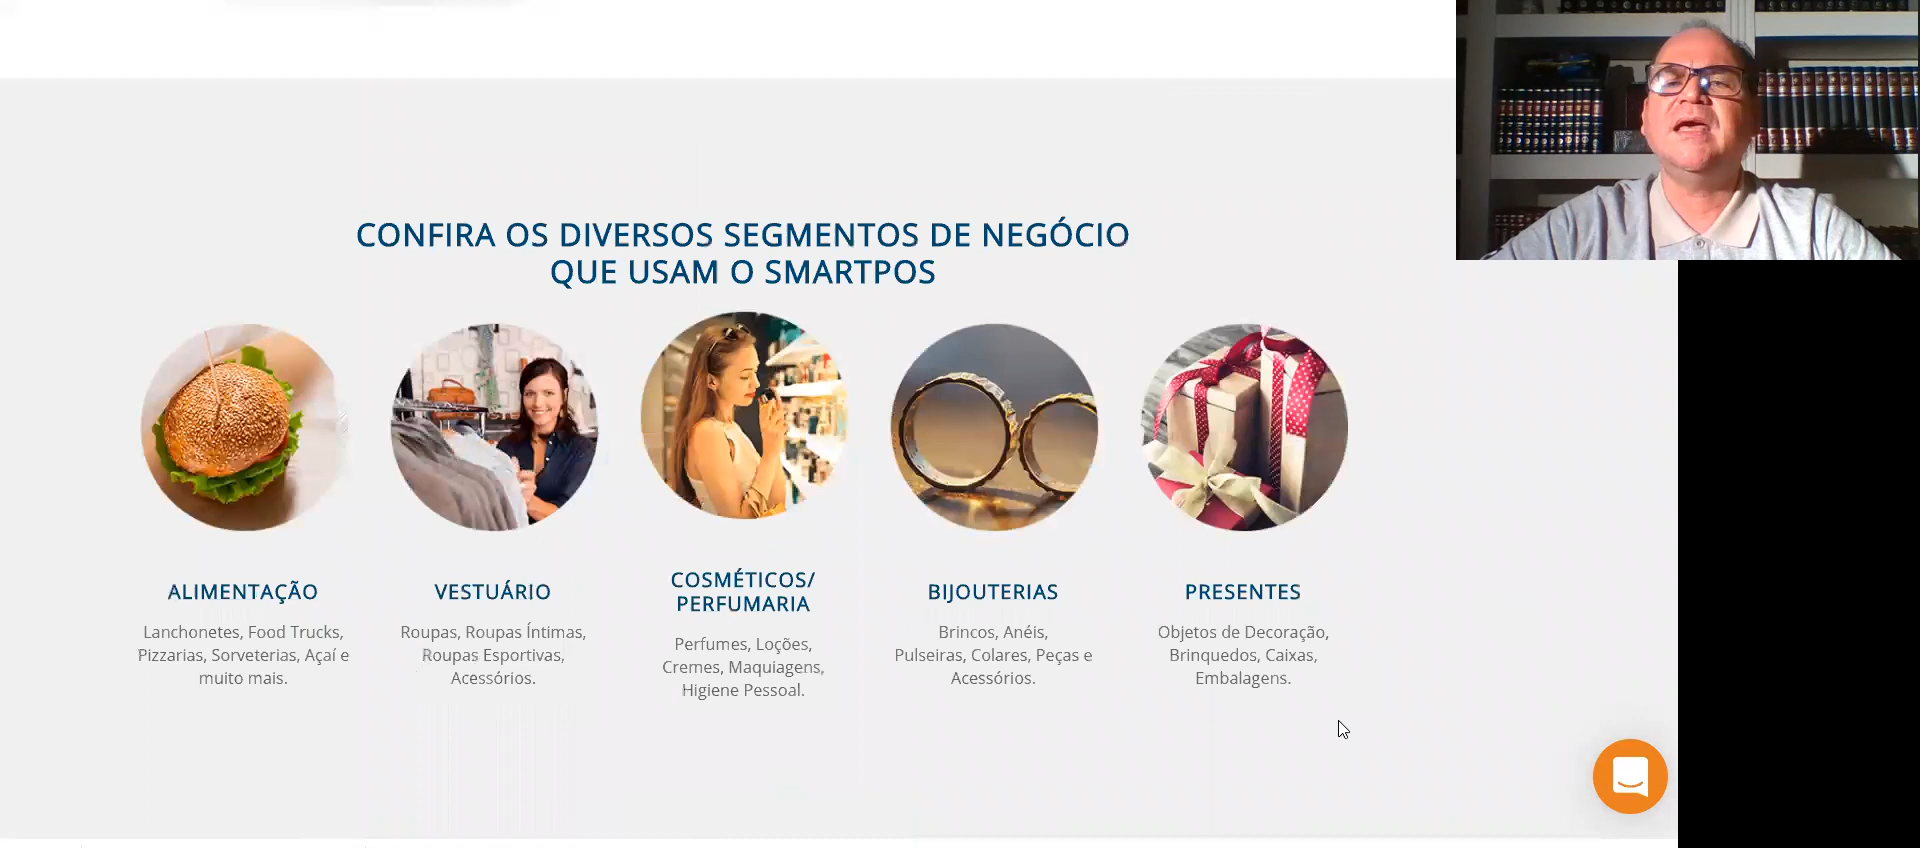 CONFIRA OS DIVERSOS SEGMENTOS DE NEGÓCIO
QUE USAM O SMARTPOS
ALIMENTAÇÃO
Lanchonetes, Food Trucks,
Pizzarias, Sorveterias, Açaí e
muito mais.
VESTUÁRIO
Roupas, Roupas Íntimas,
Roupas Esportivas,
Acessórios.
COSMÉTICOS/
PERFUMARIA
Perfumes, Loções,
Cremes, Maquiagens,
Higiene Pessoal.
BIJOUTERIAS
Brincos, Anéis,
Pulseiras, Colares, Peças e
Acessórios.
PRESENTES
Objetos de Decoração,
Brinquedos, Caixas,
Embalagens.